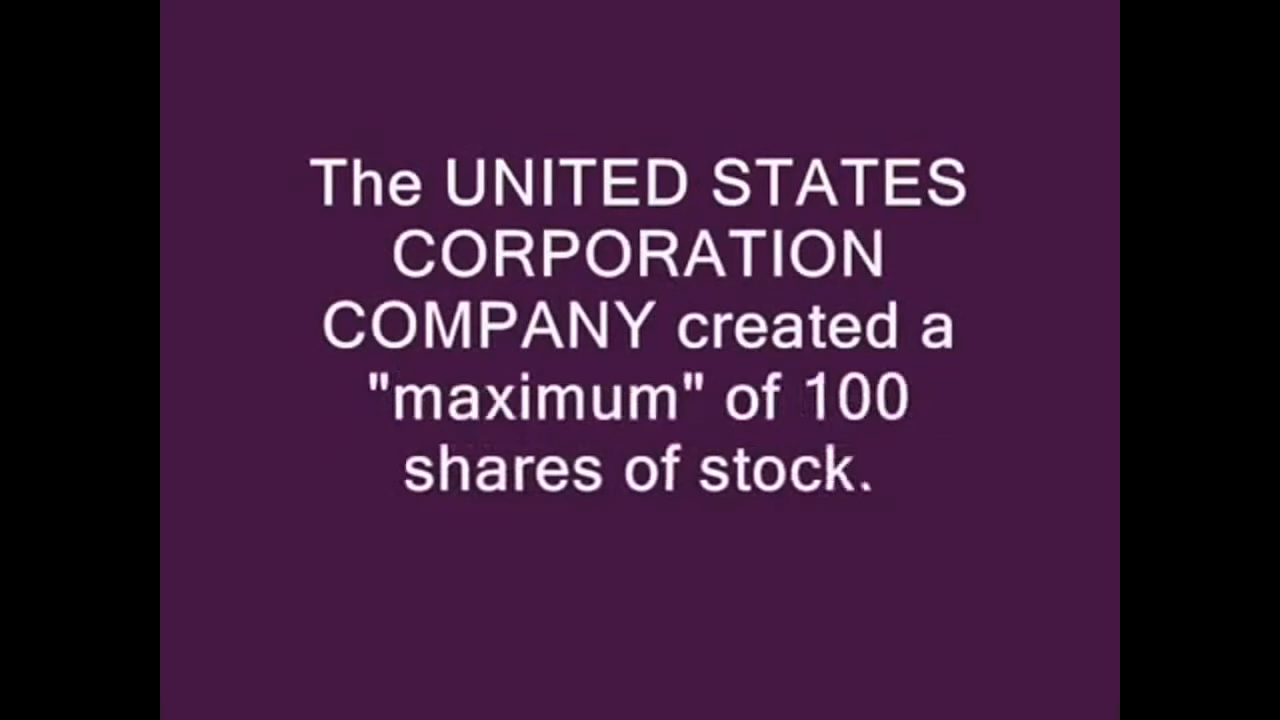 The UNITED STATES
CORPORATION
COMPANY created a
"maximum" of 100
shares of stock.